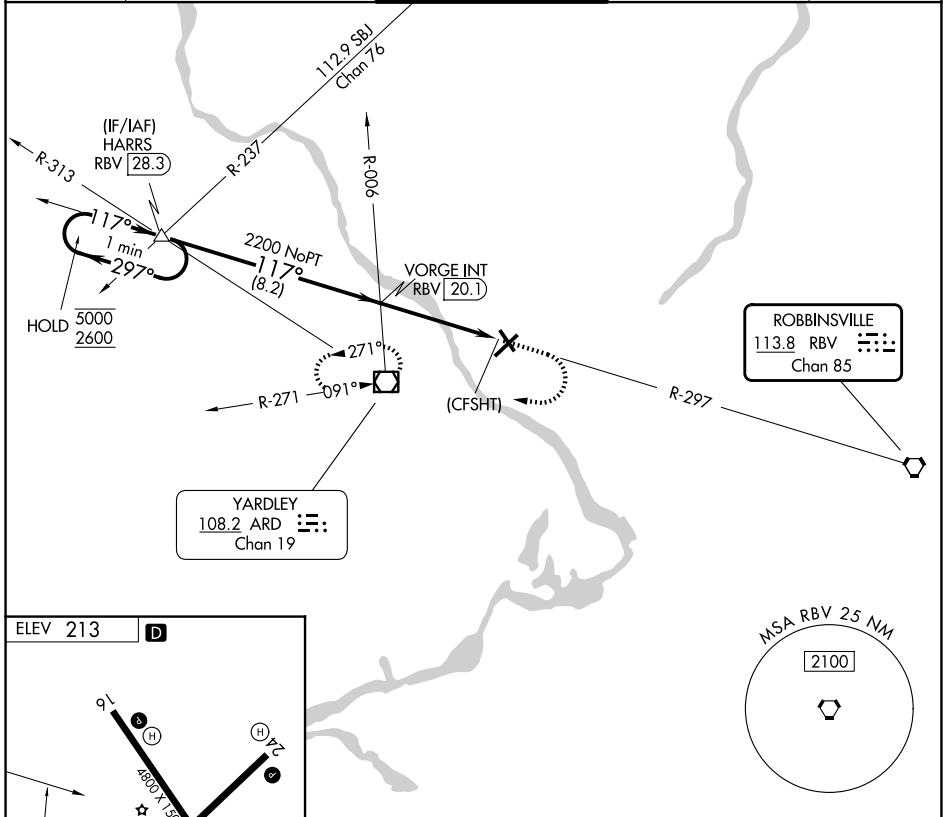 112.9 SBJ
Chan 76
(IF/IAF)
HARRS
RBV 28.3
R-313
R-237
R-006
117°
1 min
297°
2200 NoPT
117°
(8.2)
VORGE INT
RBV 20.1
HOLD 5000
2600
271°
R-271
091°
(CFSHT)
R-297
ROBBINSVILLE
113.8 RBV
Chan 85
YARDLEY
108.2 ARD
Chan 19
ELEV 213 D
16
P
H
H
24
P
MSA RBV 25 NM
2100